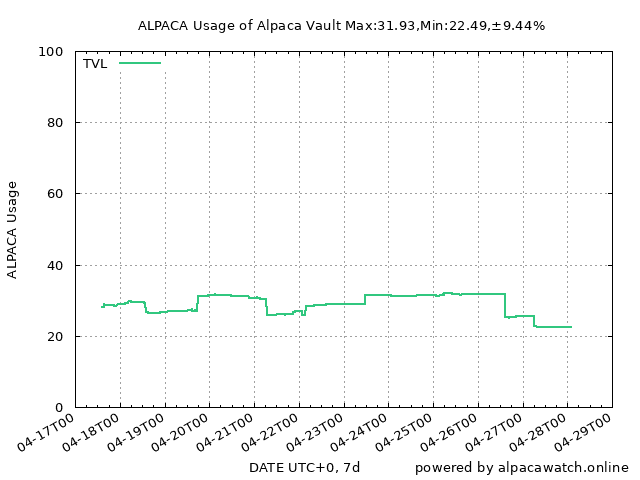 ALPACA Usage of Alpaca Vault Max:31.93,Min:22.49,±9.44%
100
TVL
80
60
ALPACA Usage
40
20
0
04-17T00 04-18T00 04-19T00 04-20T00 04-21T00 04-22T00 04-23T00 04-24T00 04-25T00 04-26T00 04-27T00 04-28T00 04-29T00
DATE UTC+0, 7d
powered by alpacawatch.online